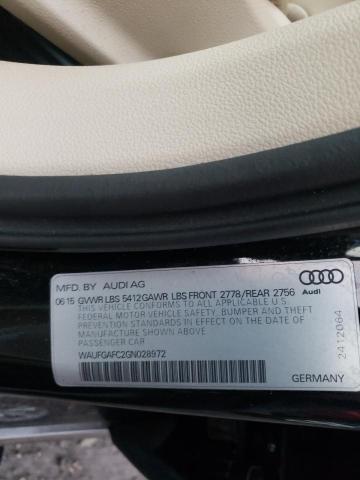 MFD. BY AUDI AG
06 15 GVWR LBS 5412 GAWR LBS FRONT 2778/REAR 2756
THIS VEHICLE CONFORMS TO ALL APPLICABLE
FEDERAL MOTOR VEHICLE SAFETY, BUMPER AND THEFT
PREVENTION STANDARDS IN EFFECT ON THE DATE OF
MANUFACTURE SHOWN ABOVE
PASSENGER CAR
WAUFGAFC2GN028972
Audi
2412064
GERMANY